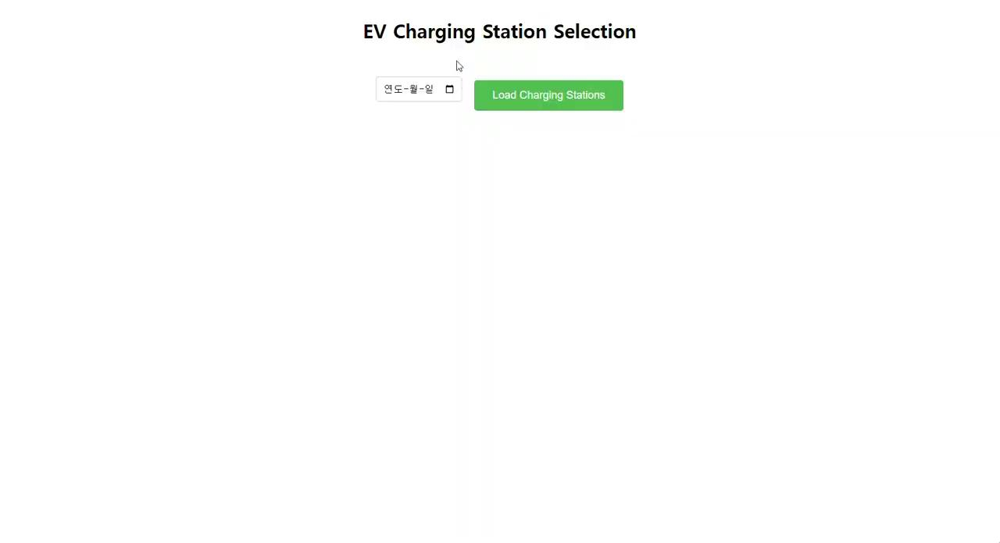 EV Charging Station Selection
연도-월-일
Load Charging Stations